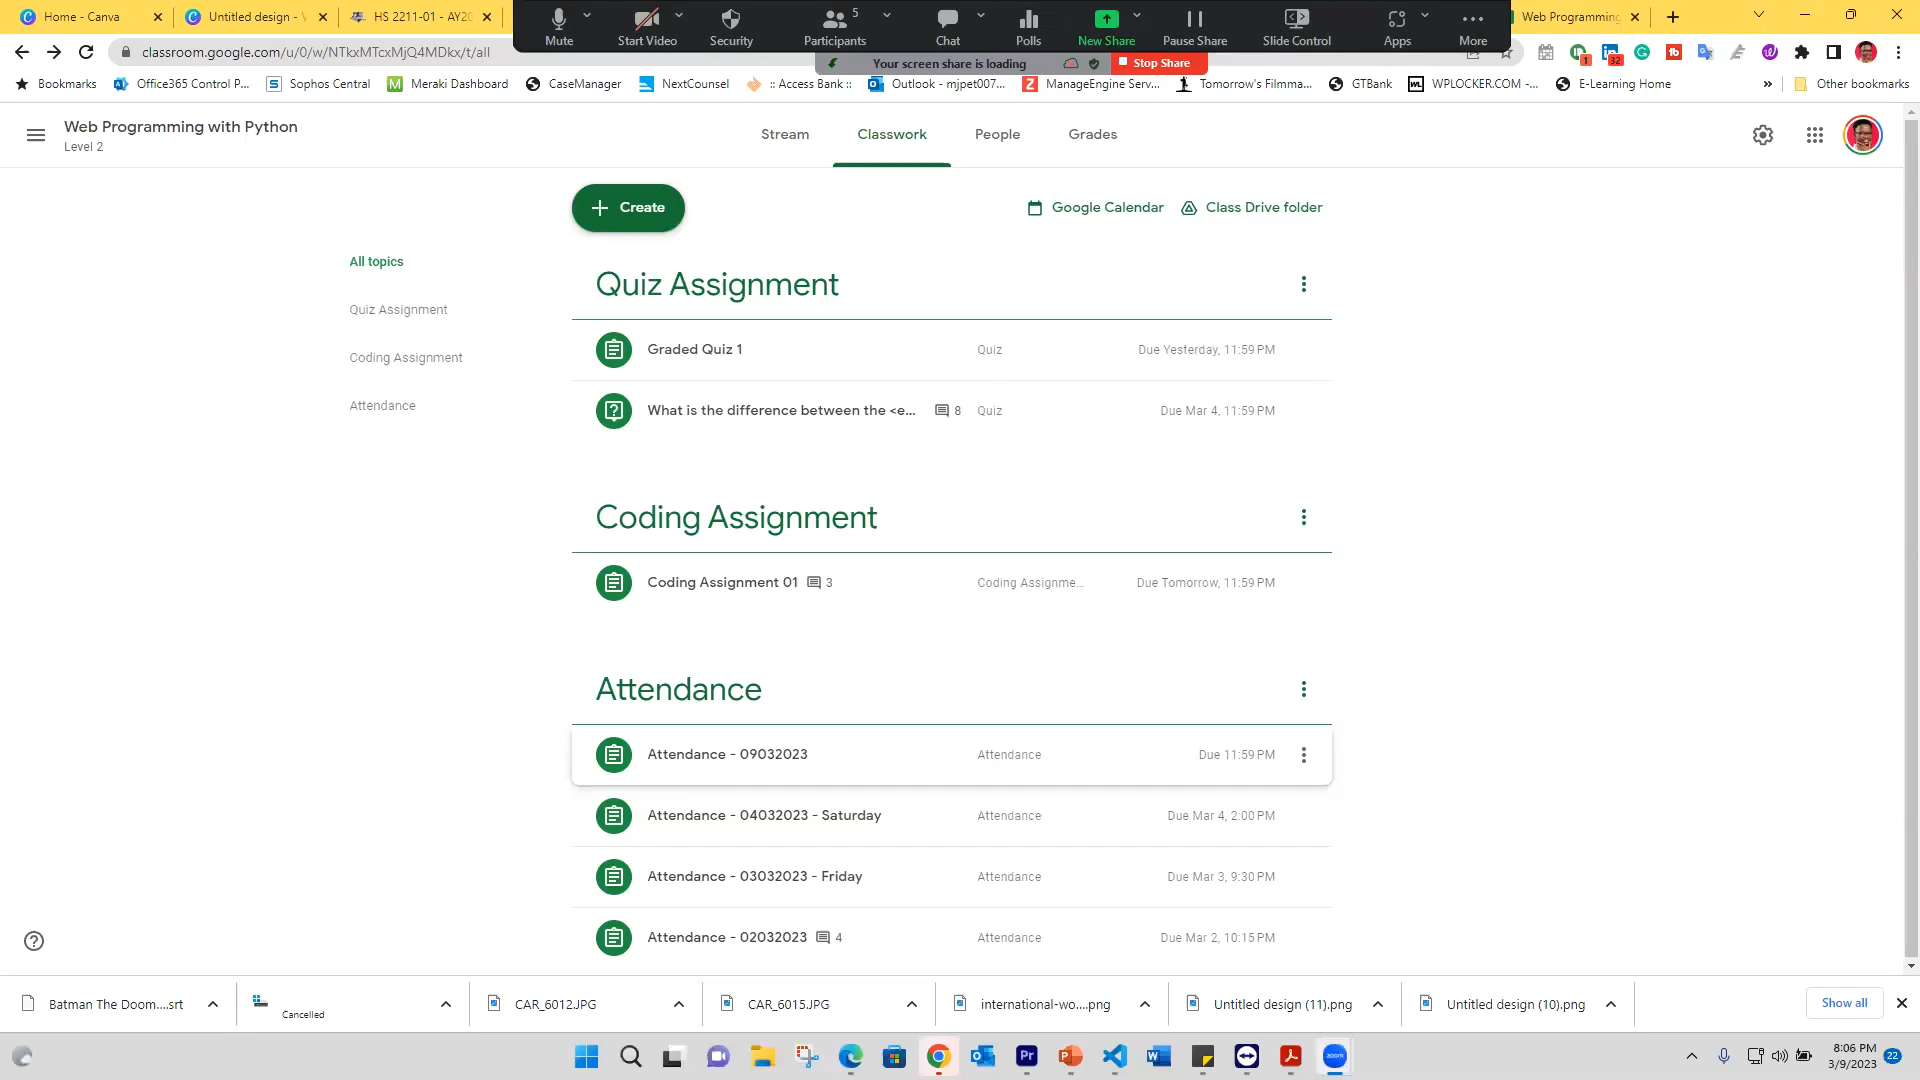 Home - Canva
Untitled design -
HS 2211-01 - AY20
Web Programming
Mute
Start Video
Security
5
Participants
Chat
Polls
New Share
Pause Share
Slide Control
Apps
More
classroom.google.com/u/0/w/NTkxMTcxMjQ4MDkx/t/all
Your screen share is loading
Stop Share
1
32
Bookmarks
Office365 Control P...
Sophos Central
Meraki Dashboard
CaseManager
NextCounsel
:: Access Bank ::
Outlook - mjpet007...
ManageEngine Serv...
Tomorrow's Filmma...
GTBank
WPLOCKER.COM -...
E-Learning Home
»
Other bookmarks
Web Programming with Python
Level 2
Stream
Classwork
People
Grades
Create
Google Calendar
Class Drive folder
All topics
Quiz Assignment
Coding Assignment
Attendance
Quiz Assignment
Graded Quiz 1
Quiz
Due Yesterday, 11:59 PM
What is the difference between the <e...
8
Quiz
Due Mar 4, 11:59 PM
Coding Assignment
Coding Assignment 01
3
Coding Assignme...
Due Tomorrow, 11:59 PM
Attendance
Attendance - 09032023
Attendance
Due 11:59 PM
Attendance - 04032023 - Saturday
Attendance
Due Mar 4, 2:00 PM
Attendance - 03032023 - Friday
Attendance
Due Mar 3, 9:30 PM
Attendance - 02032023
4
Attendance
Due Mar 2, 10:15 PM
Batman The Doom....srt
Cancelled
CAR_6012.JPG
CAR_6015.JPG
international-wo....png
Untitled design (11).png
Untitled design (10).png
Show all
Pr
zoom
8:06 PM
3/9/2023
22